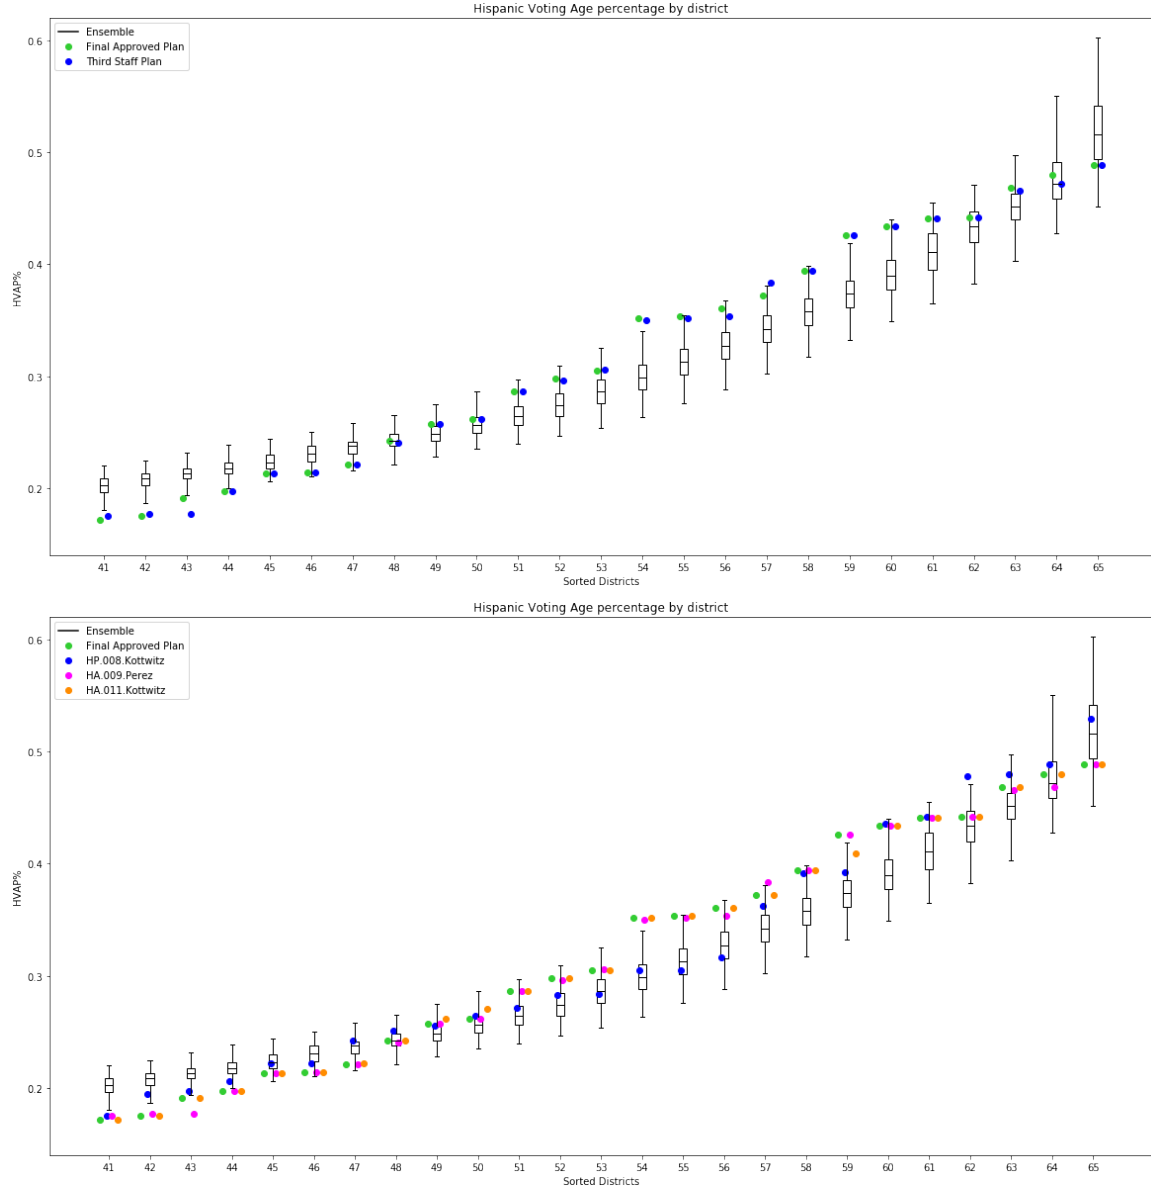 Hispanic Voting Age percentage by district
Ensemble
Final Approved Plan
Third Staff Plan
0.6
0.5
0.4
0.3
0.2
HVAP%
41 42 43 44 45 46 47 48 49 50 51 52 53 54 55 56 57 58 59 60 61 62 63 64 65
Sorted Districts
Hispanic Voting Age percentage by district
Ensemble
Final Approved Plan
HP.008.Kottwitz
HA.009.Perez
HA.011.Kottwitz
0.6
0.5
0.4
0.3
0.2
HVAP%
41 42 43 44 45 46 47 48 49 50 51 52 53 54 55 56 57 58 59 60 61 62 63 64 65
Sorted Districts